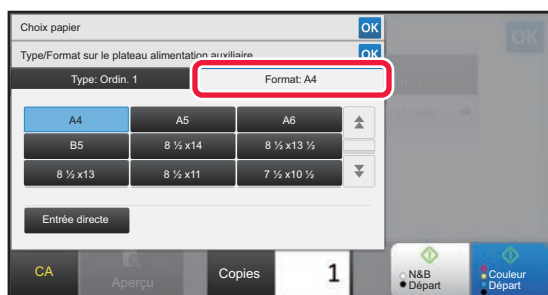 Choix papier OK
Type/Format sur le plateau alimentation auxiliaire OK
OK
Type: Ordin. 1 Format: A4
A4 A5 A6
B5 8 ½ x14 8 ½ x13 ½
8 ½ x13 8 ½ x11 7 ½ x10 ½
Entrée directe
CA Aperçu Copies 1
N&B Départ
Couleur Départ